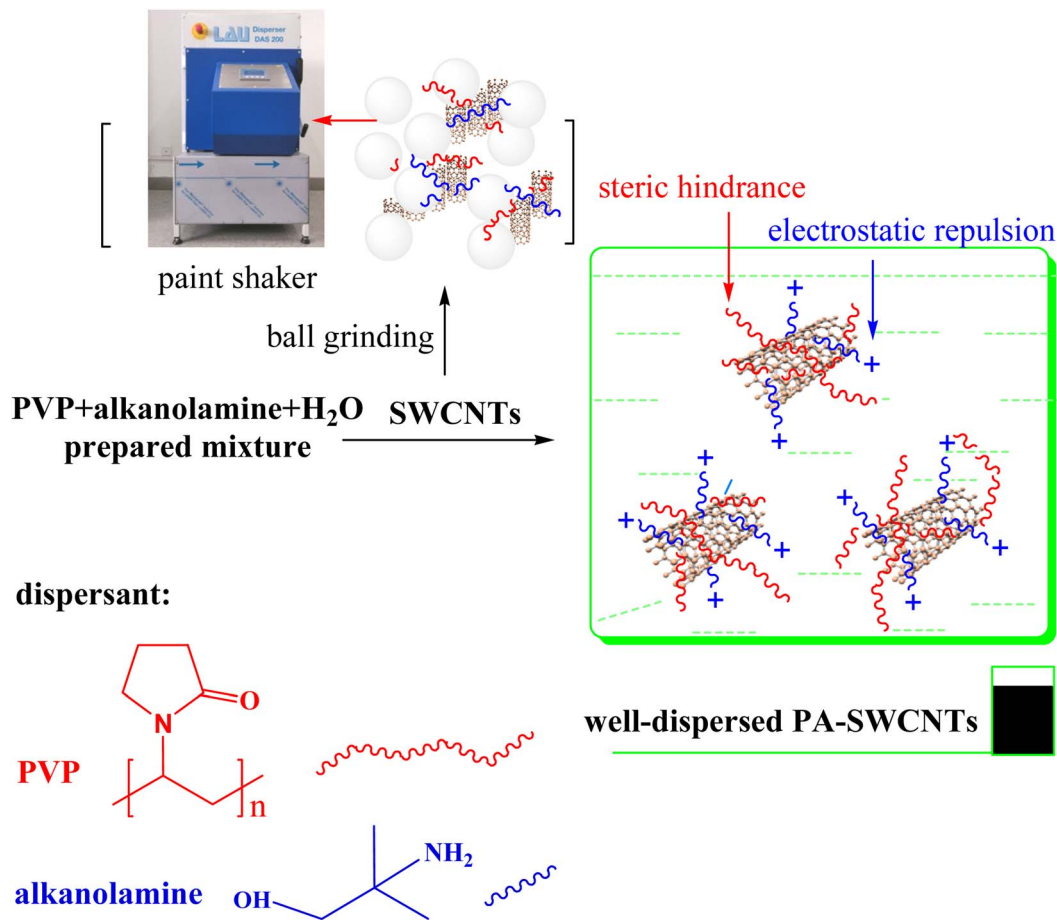 LAU Disperser
DAS 200
steric hindrance
electrostatic repulsion
paint shaker
ball grinding
PVP+alkanolamine+H₂O
prepared mixture
SWCNTs
+
+
+
+
+
+
+
+
+
+
+
dispersant:
O
N
PVP
n
well-dispersed PA-SWCNTs
alkanolamine
OH
NH₂